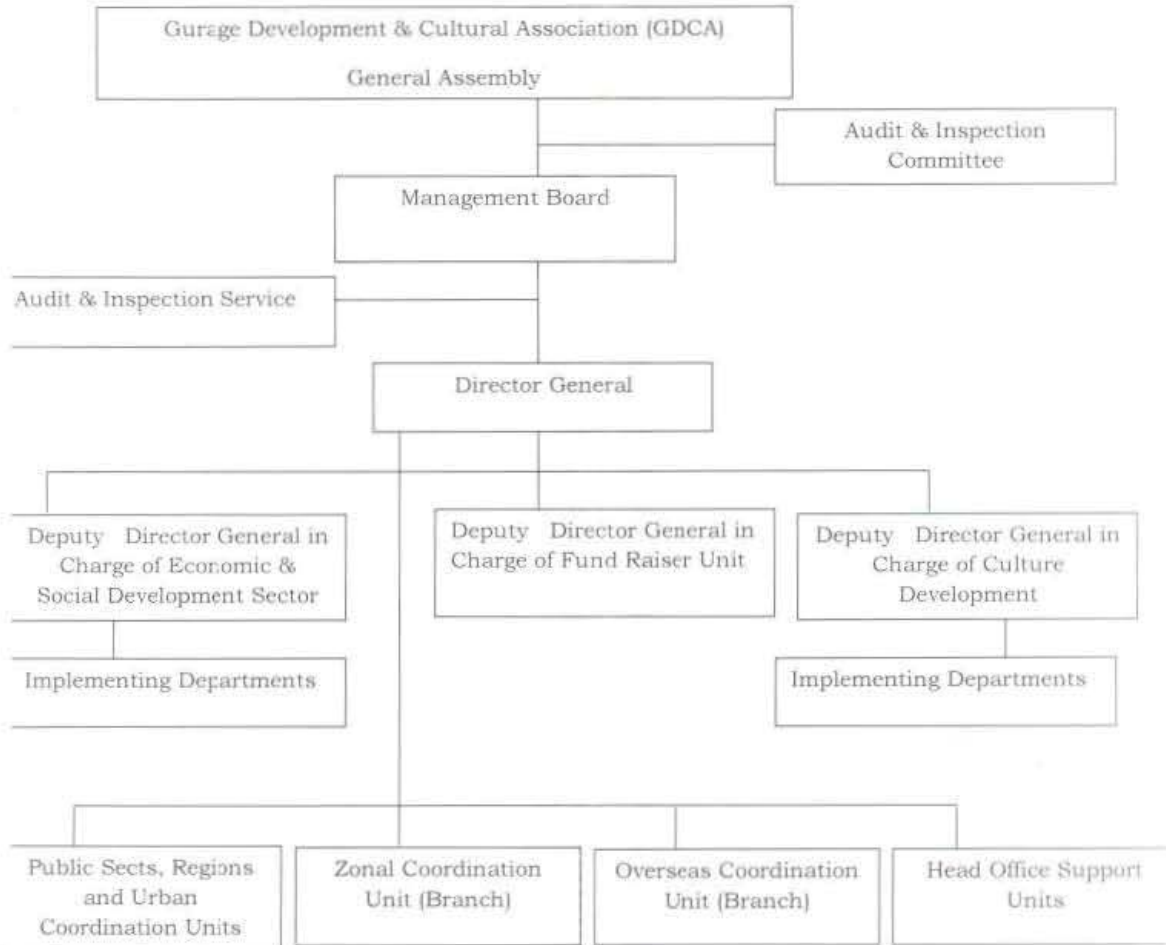 Gurage Development & Cultural Association (GDCA)
General Assembly
Audit & Inspection
Committee
Management Board
Audit & Inspection Service
Director General
Deputy Director General in
Charge of Economic &
Social Development Sector
Deputy Director General in
Charge of Fund Raiser Unit
Deputy Director General in
Charge of Culture
Development
Implementing Departments
Implementing Departments
Public Sects, Regions
and Urban
Coordination Units
Zonal Coordination
Unit (Branch)
Overseas Coordination
Unit (Branch)
Head Office Support
Units